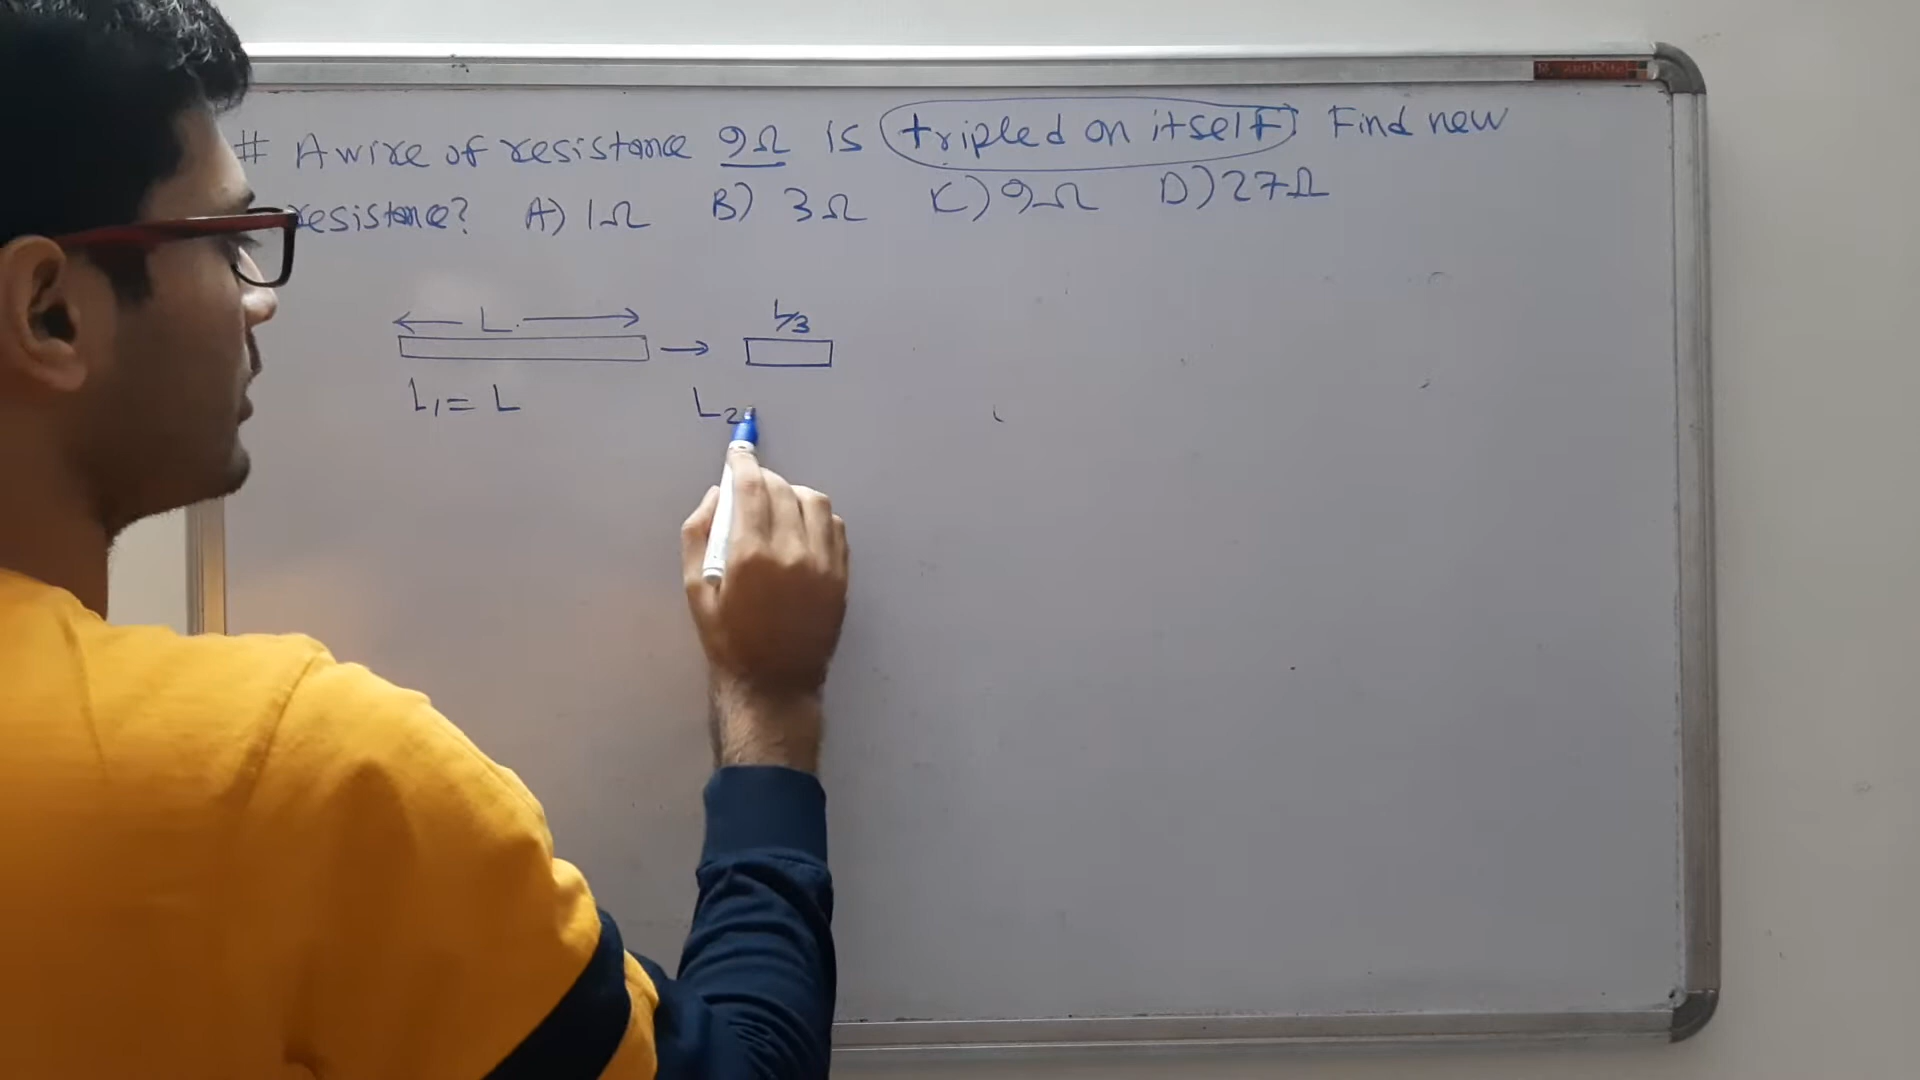 # A wire of resistance 9Ω is tripled on itself. Find new
resistance? A) 1Ω B) 3Ω C) 9Ω D) 27Ω
L L/3
L₁ = L L₂